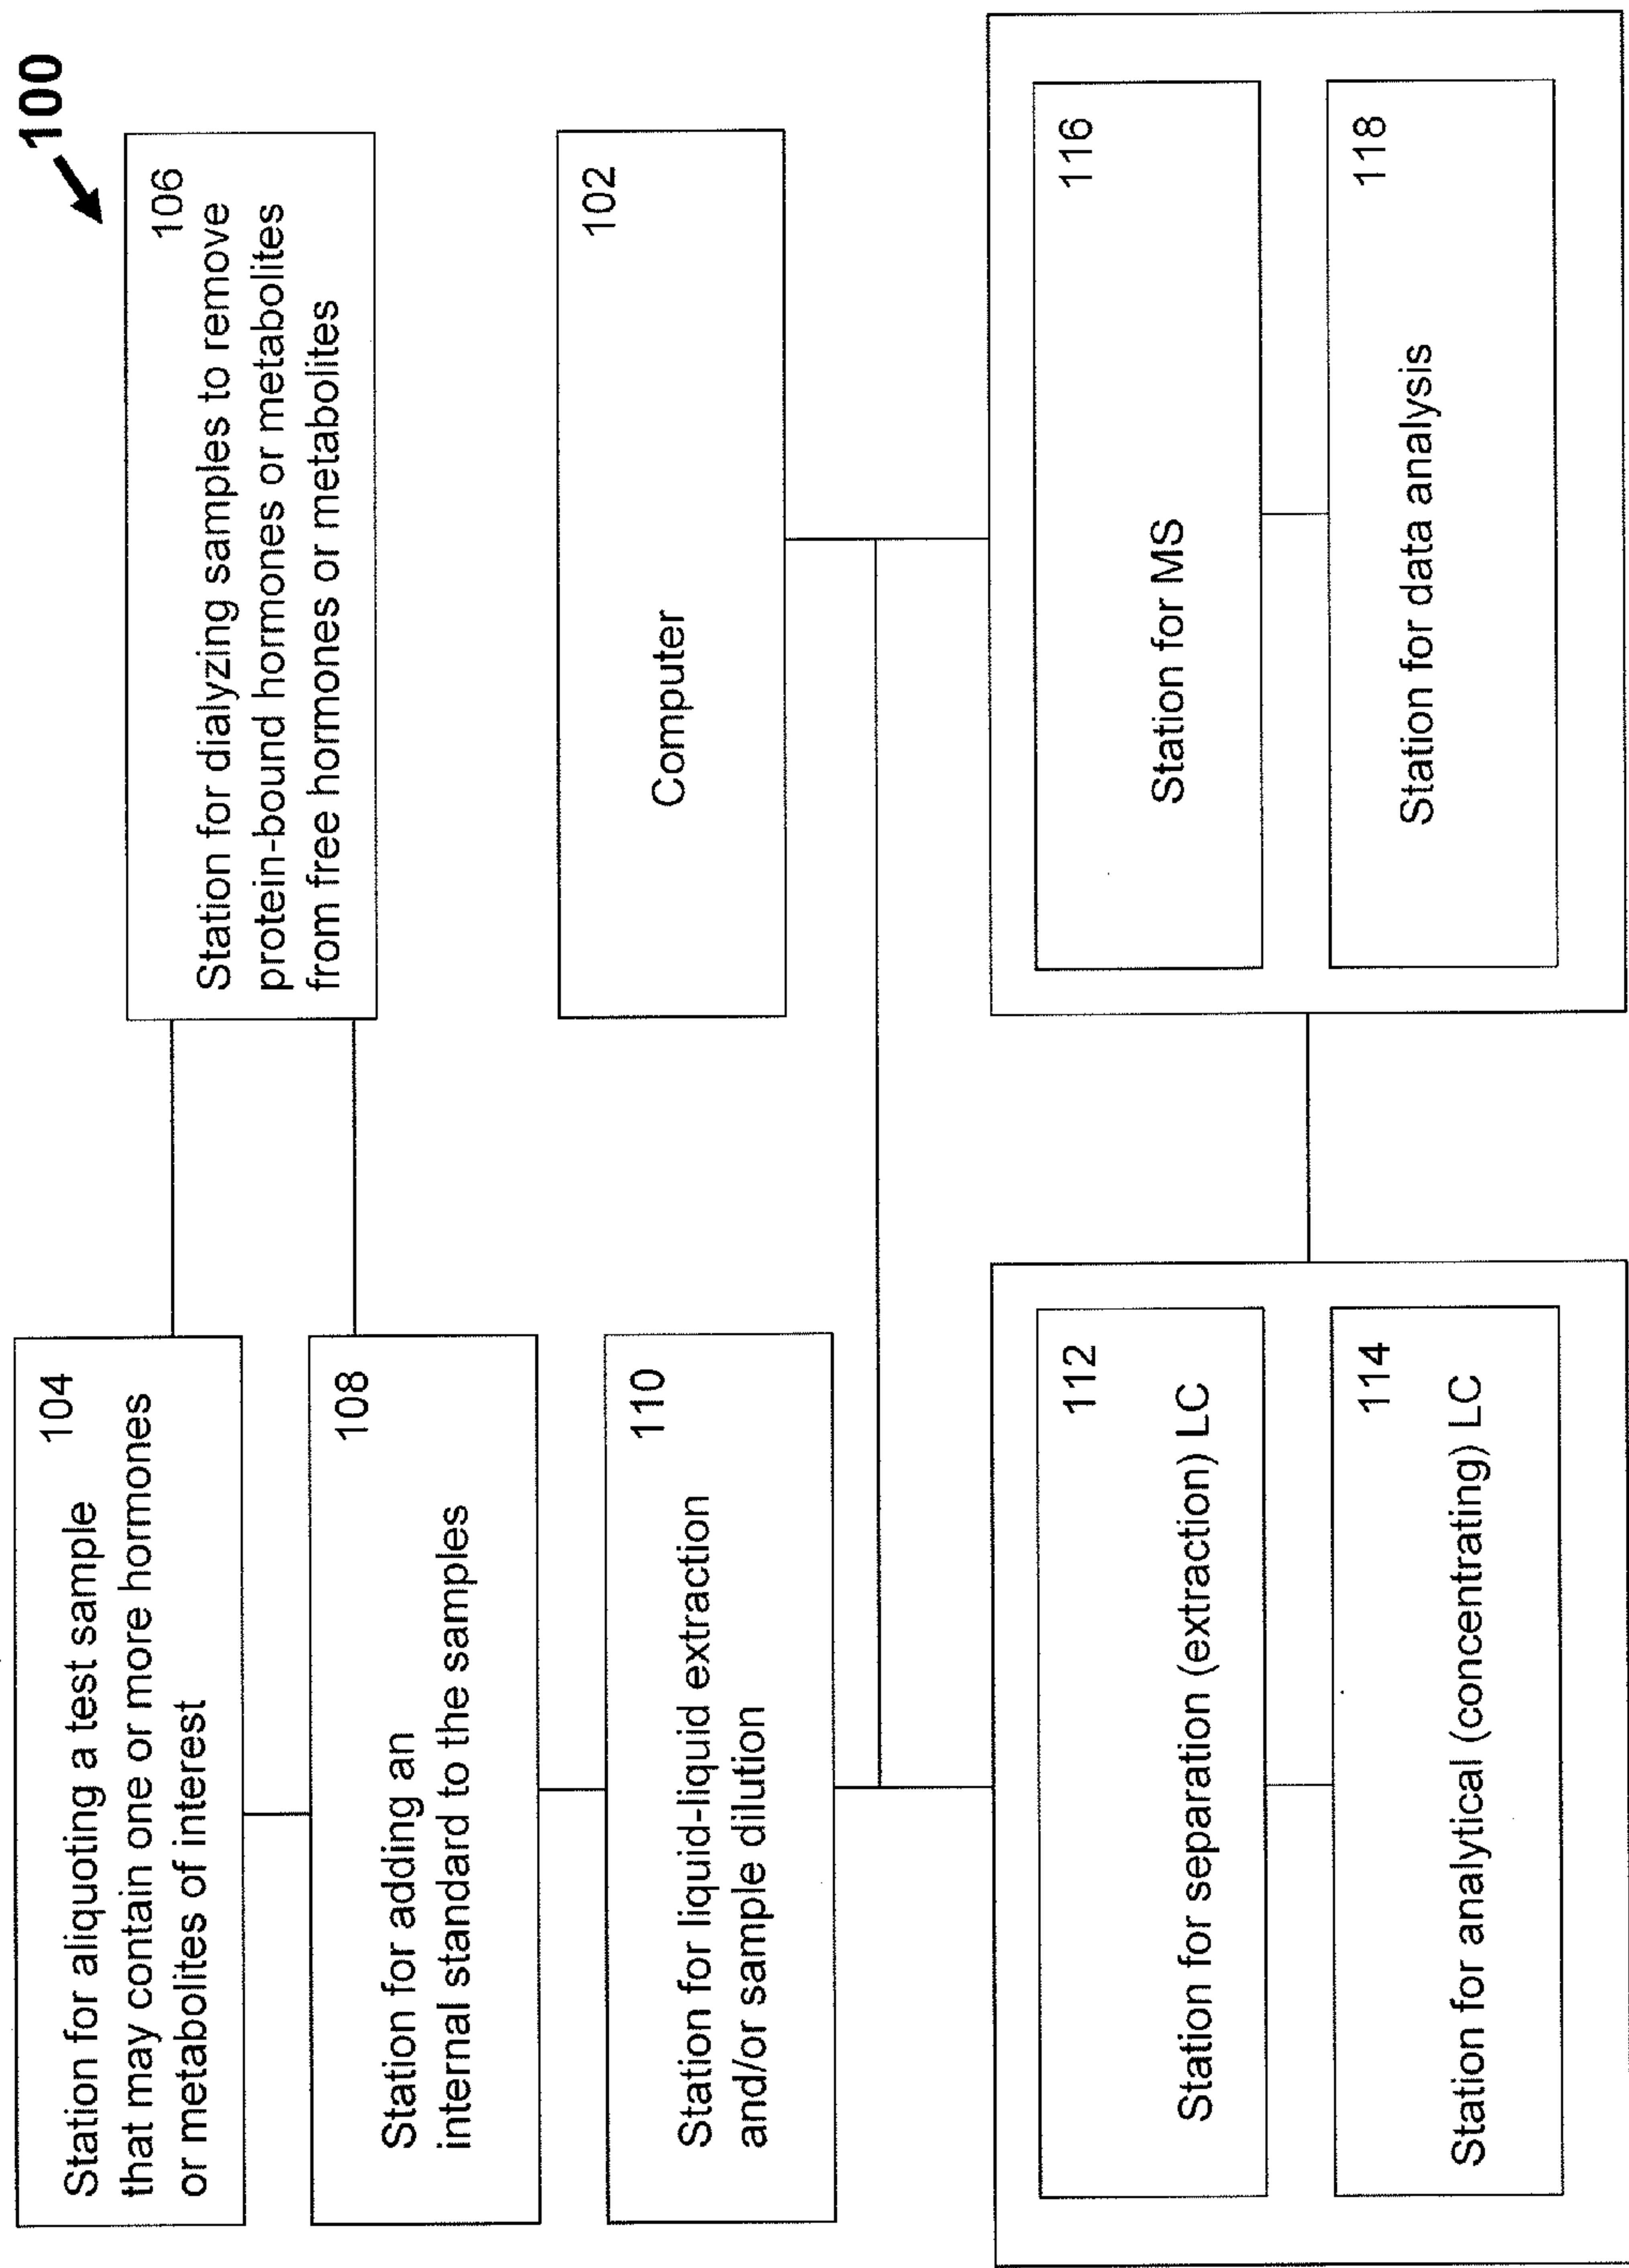 100
104
Station for aliquoting a test sample
that may contain one or more hormones
or metabolites of interest
106
Station for dialyzing samples to remove
protein-bound hormones or metabolites
from free hormones or metabolites
108
Station for adding an
internal standard to the samples
110
Station for liquid-liquid extraction
and/or sample dilution
102
Computer
112
Station for separation (extraction) LC
114
Station for analytical (concentrating) LC
116
Station for MS
118
Station for data analysis